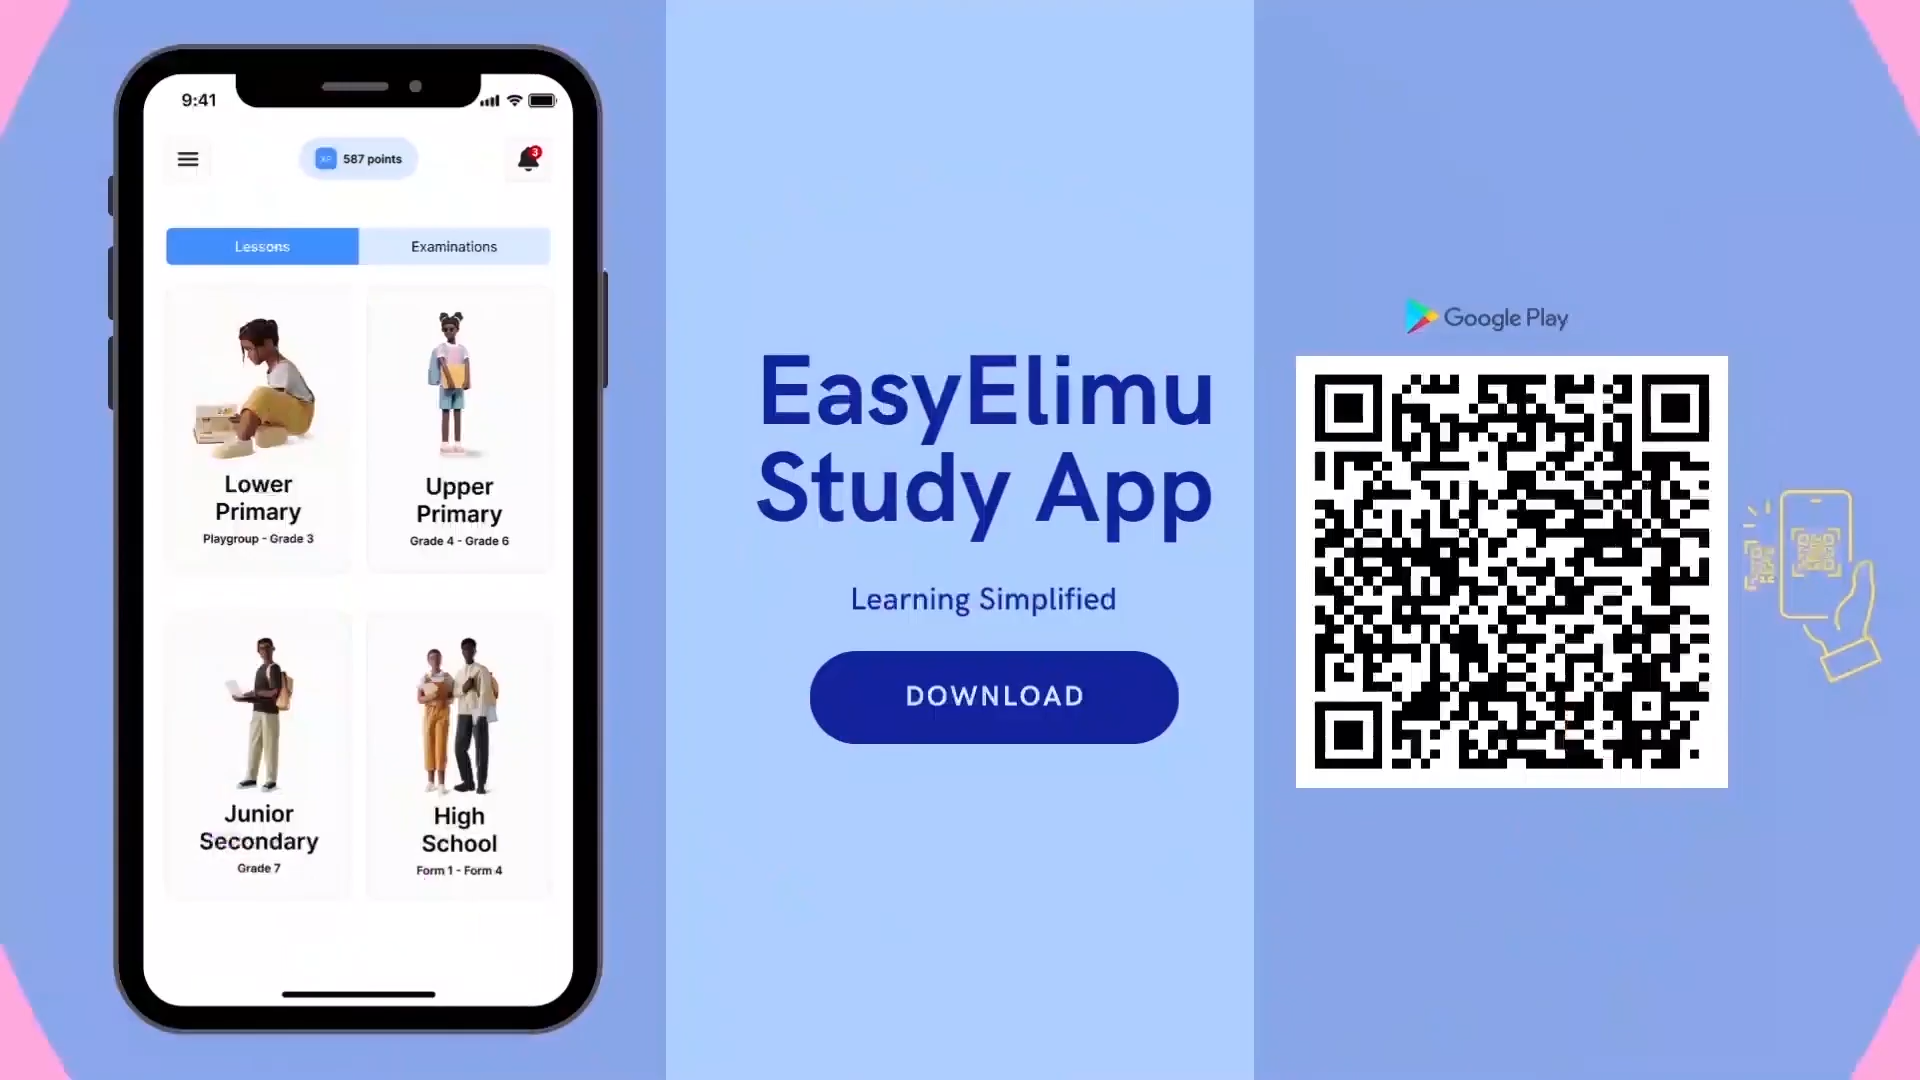 9:41
XP 587 points
3
Lessons
Examinations
Lower
Primary
Playgroup - Grade 3
Upper
Primary
Grade 4 - Grade 6
Junior
Secondary
Grade 7
High
School
Form 1 - Form 4
EasyElimu
Study App
Learning Simplified
DOWNLOAD
Google Play